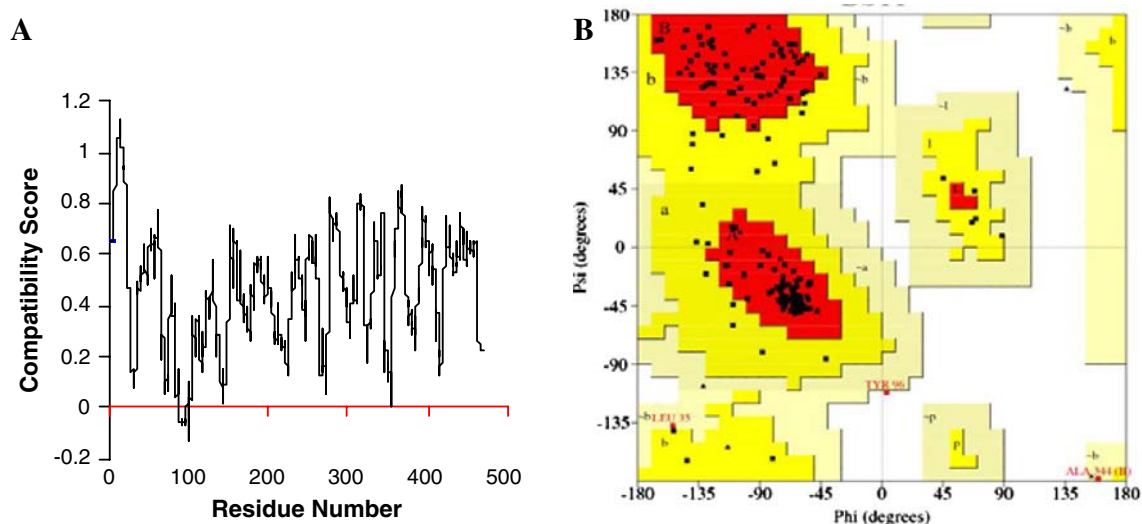 A
Compatibility Score
1.2
1
0.8
0.6
0.4
0.2
0
-0.2
0
100
200
300
400
500
Residue Number
B
Psi (degrees)
180
135
90
45
0
-45
-90
-135
-180
-135
-90
-45
0
45
90
135
180
Phi (degrees)
B
b
~b
~b
b
~l
l
L
a
A
~a
TYR 96
~b
LEU 35
b
~p
p
~b
ALA 344 (B)